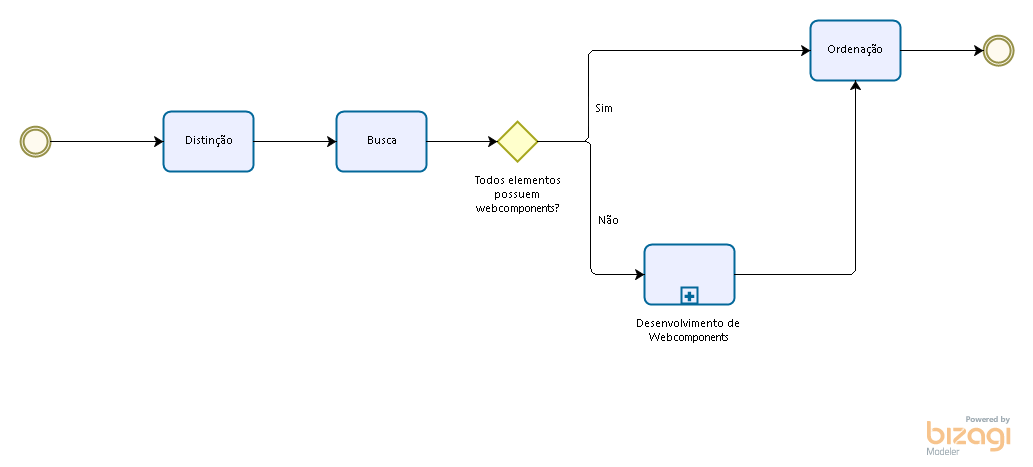 Distinção
Busca
Todos elementos
possuem
webcomponents?
Sim
Não
Ordenação
Desenvolvimento de
Webcomponents
Powered by
bizagi
Modeler